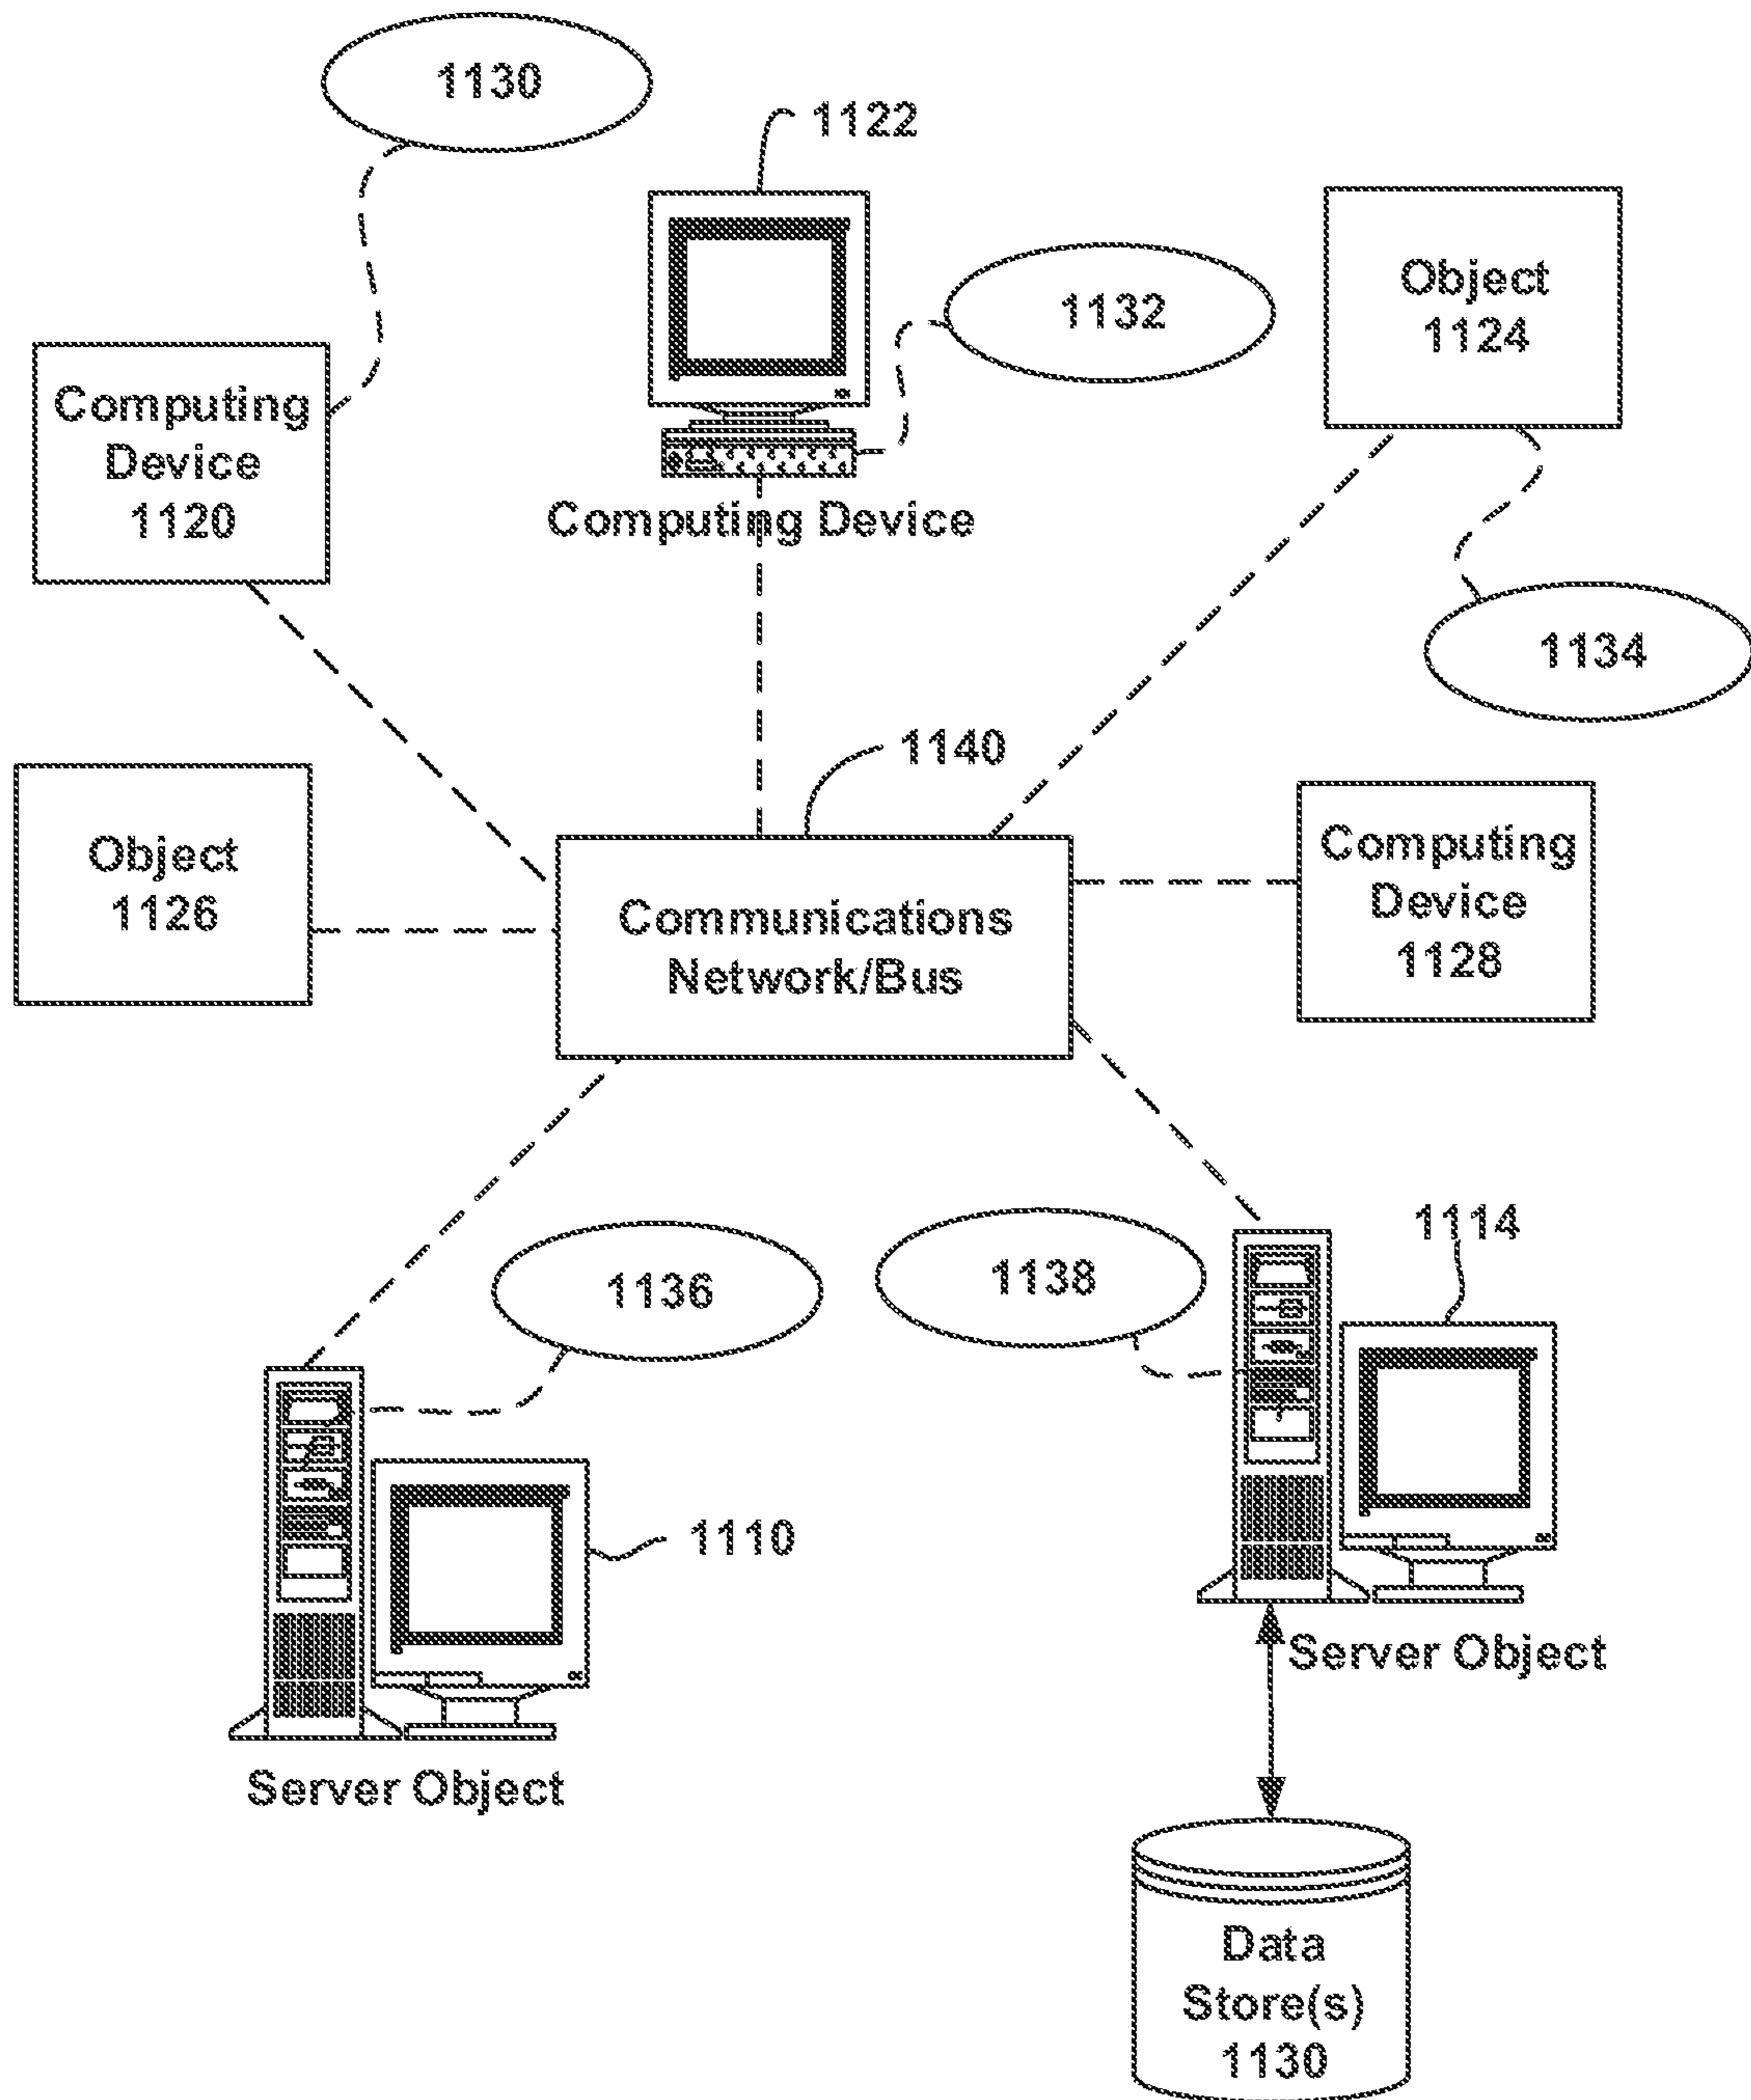 1130
1122
1132
Object
1124
Computing
Device
1120
Computing Device
1134
1140
Object
1126
Computing
Device
1128
Communications
Network/Bus
1136
1138
1114
1110
Server Object
Server Object
Data
Store(s)
1130